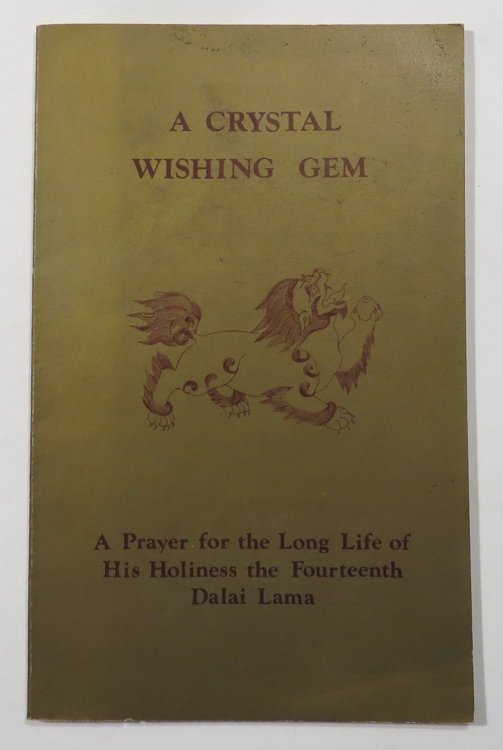 A CRYSTAL
WISHING GEM
A Prayer for the Long Life of
His Holiness the Fourteenth
Dalai Lama